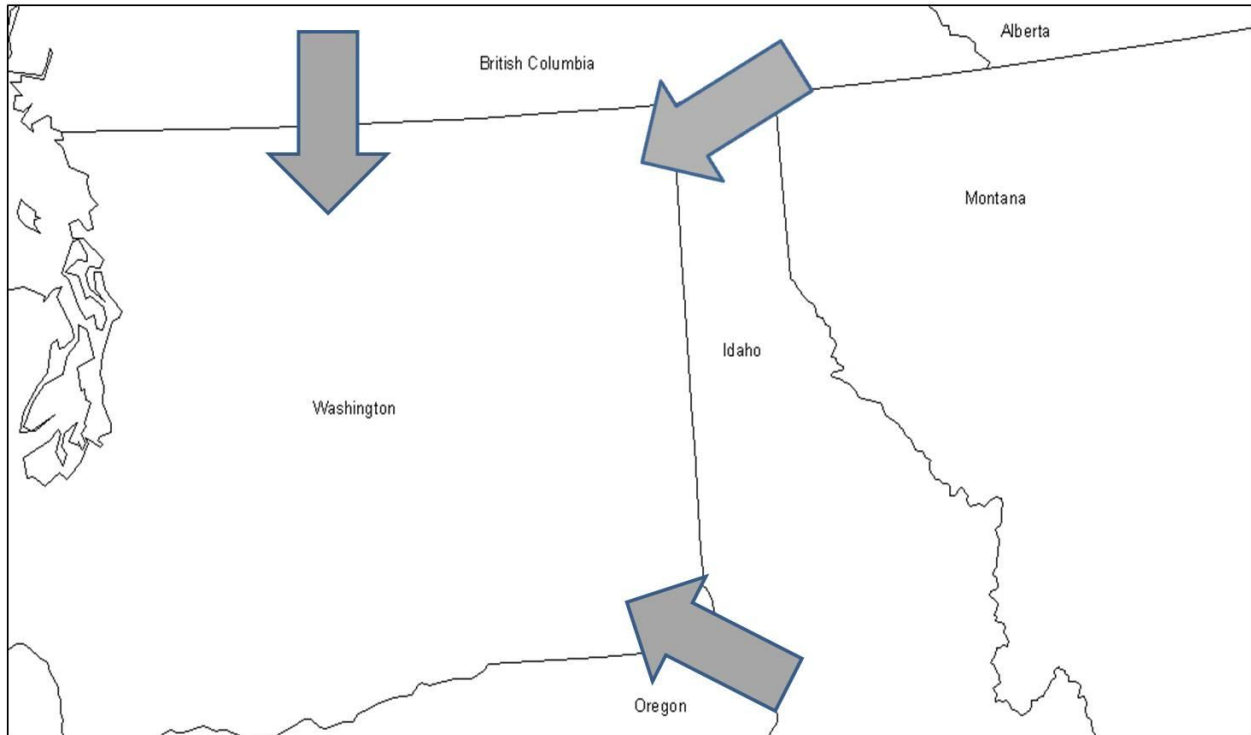 Alberta
British Columbia
Montana
Idaho
Washington
Oregon